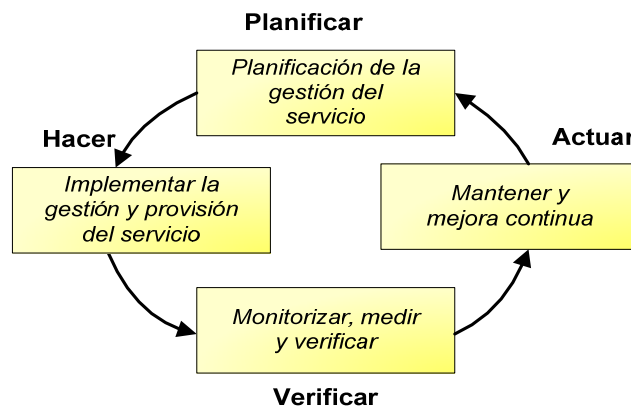 Planificar
Planificación de la
gestión del
servicio
Hacer
Actuar
Implementar la
gestión y provisión
del servicio
Mantener y
mejora continua
Monitorizar, medir
y verificar
Verificar